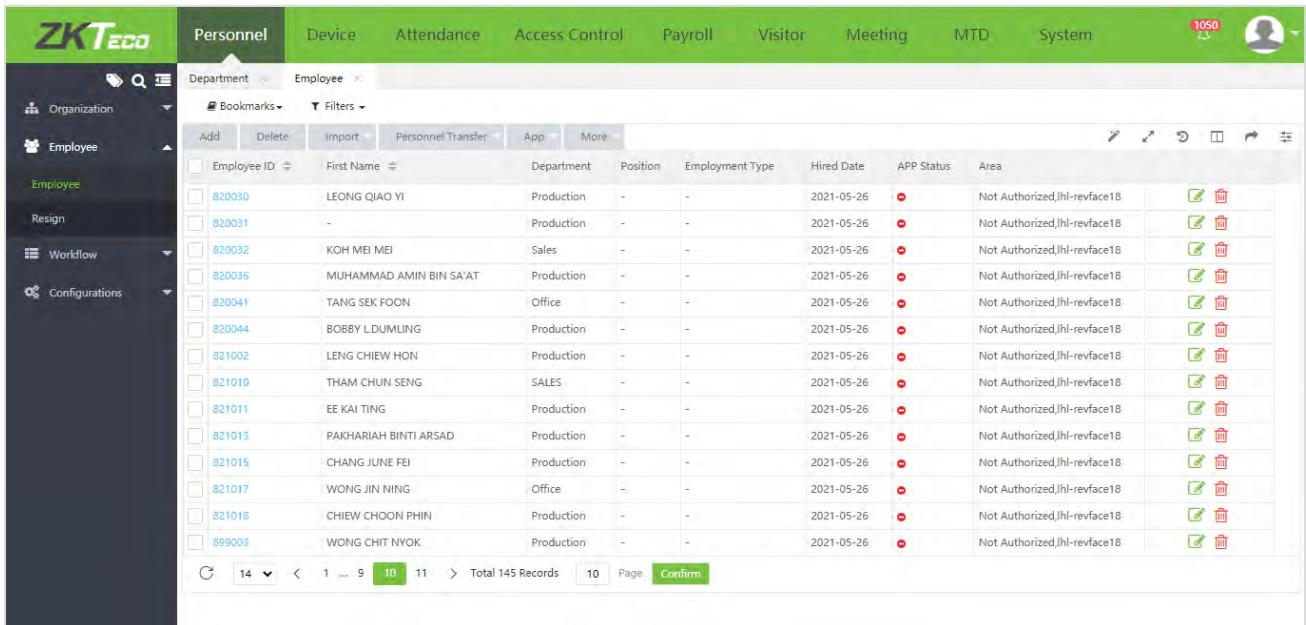 ZKTeco Personnel Device Attendance Access Control Payroll Visitor Meeting MTD System 1050
Department Employee
Organization Bookmarks Filters
Add Delete Import Personnel Transfer App More
Employee
Employee ID First Name Department Position Employment Type Hired Date APP Status Area
Employee
820030 LEONG QIAO YI Production - - 2021-05-26 Not Authorized,lhl-revface18
Resign
820031 - Production - - 2021-05-26 Not Authorized,lhl-revface18
Workflow
820032 KOH MEI MEI Sales - - 2021-05-26 Not Authorized,lhl-revface18
820036 MUHAMMAD AMIN BIN SA'AT Production - - 2021-05-26 Not Authorized,lhl-revface18
Configurations
820041 TANG SEK FOON Office - - 2021-05-26 Not Authorized,lhl-revface18
820044 BOBBY L.DUMLING Production - - 2021-05-26 Not Authorized,lhl-revface18
821002 LENG CHIEW HON Production - - 2021-05-26 Not Authorized,lhl-revface18
821010 THAM CHUN SENG SALES - - 2021-05-26 Not Authorized,lhl-revface18
821011 EE KAI TING Production - - 2021-05-26 Not Authorized,lhl-revface18
821013 PAKHARIAH BINTI ARSAD Production - - 2021-05-26 Not Authorized,lhl-revface18
821015 CHANG JUNE FEI Production - - 2021-05-26 Not Authorized,lhl-revface18
821017 WONG JIN NING Office - - 2021-05-26 Not Authorized,lhl-revface18
821018 CHIEW CHOON PHIN Production - - 2021-05-26 Not Authorized,lhl-revface18
899003 WONG CHIT NYOK Production - - 2021-05-26 Not Authorized,lhl-revface18
14 < 1 ... 9 10 11 > Total 145 Records 10 Page Confirm